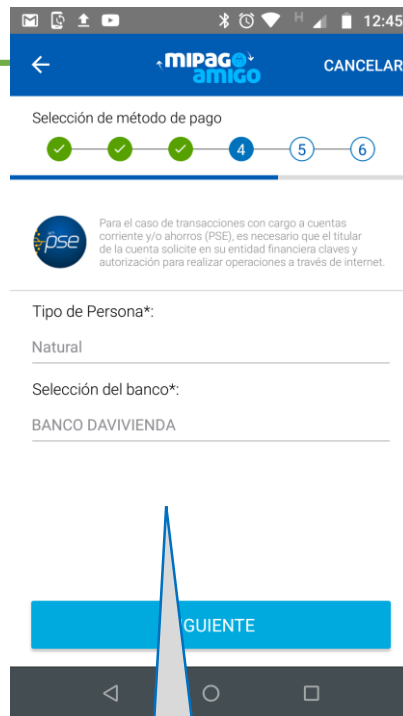 H 12:45
mipago
amigo
CANCELAR
Selección de método de pago
4 5 6
pse
Para el caso de transacciones con cargo a cuentas
corriente y/o ahorros (PSE), es necesario que el titular
de la cuenta solicite en su entidad financiera claves y
autorización para realizar operaciones a través de internet.
Tipo de Persona*:
Natural
Selección del banco*:
BANCO DAVIVIENDA
GUIENTE